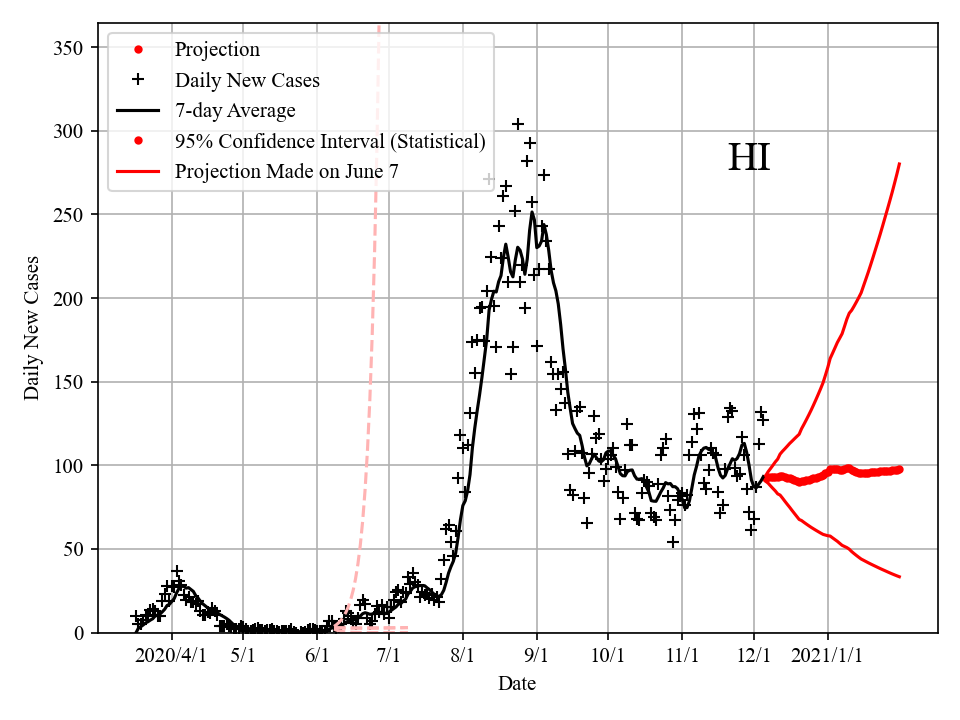 350
300
250
200
150
100
50
0
Daily New Cases
Projection
Daily New Cases
7-day Average
95% Confidence Interval (Statistical)
Projection Made on June 7
HI
2020/4/1 5/1 6/1 7/1 8/1 9/1 10/1 11/1 12/1 2021/1/1
Date